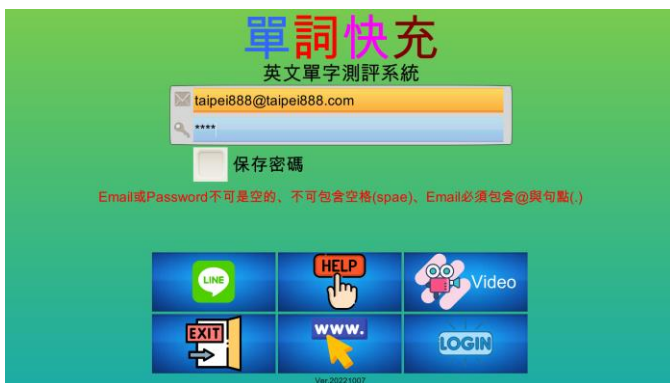 單詞快充
英文單字測評系統
taipei888@taipei888.com
****
保存密碼
Email或Password不可是空的、不可包含空格(spae)、Email必須包含@與句點(.)
LINE
HELP
Video
EXIT
www.
LOGIN
Ver.20221007